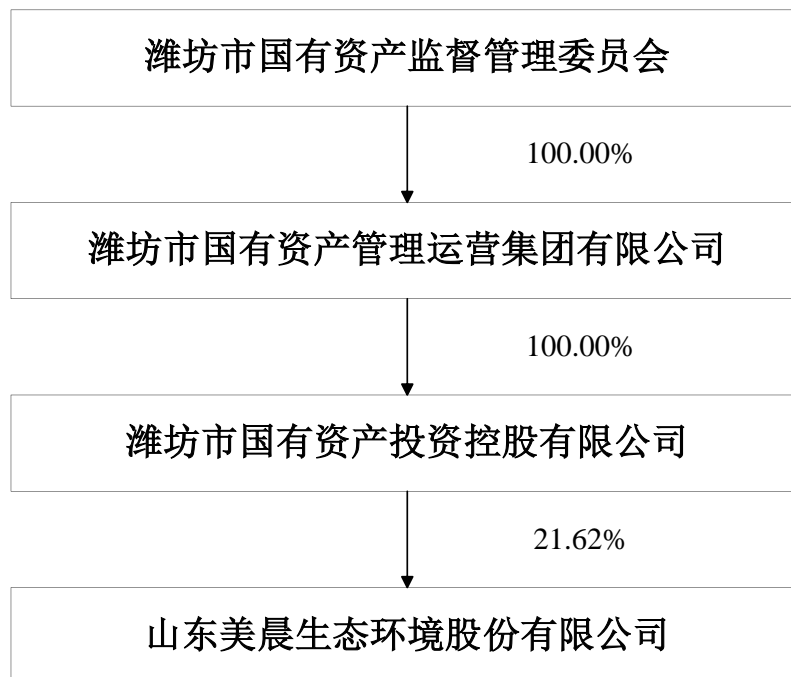 潍坊市国有资产监督管理委员会
100.00%
潍坊市国有资产管理运营集团有限公司
100.00%
潍坊市国有资产投资控股有限公司
21.62%
山东美晨生态环境股份有限公司